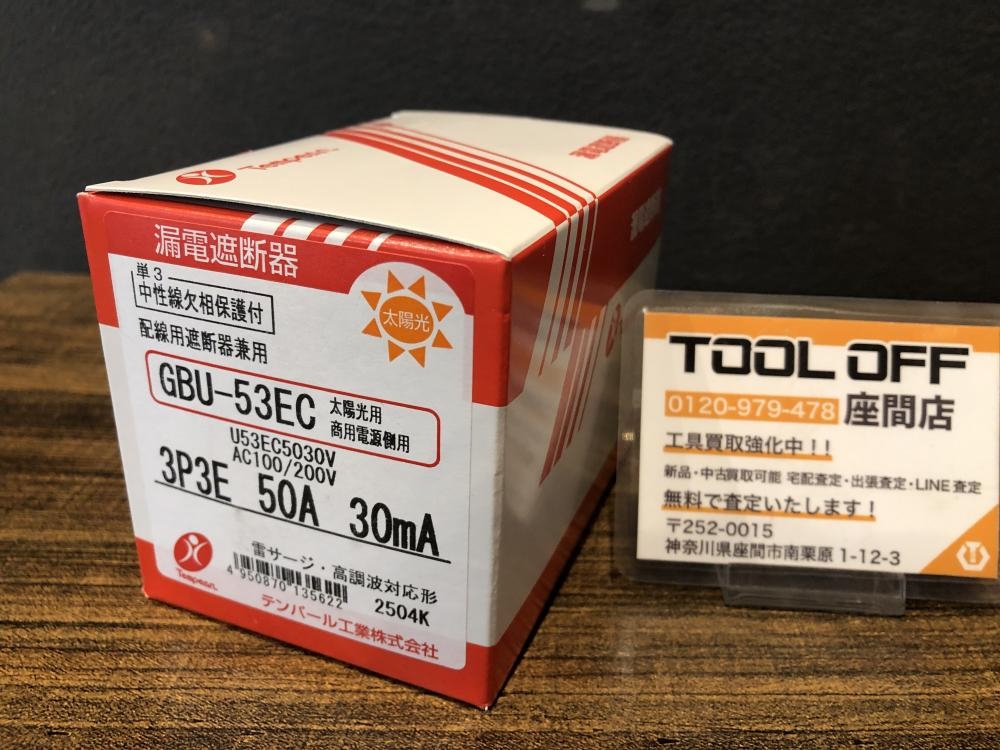 Tempearl
漏電遮断器
単3
中性線欠相保護付
太陽光
配線用遮断器兼用
GBU-53EC 太陽光用
商用電源側用
U53EC5030V
AC100/200V
3P3E 50A 30mA
雷サージ・高調波対応形
4 950870 135622
2504K
Tempearl
テンパール工業株式会社
TOOL OFF
0120-979-478 座間店
工具買取強化中!!
新品・中古買取可能 宅配査定・出張査定・LINE査定
無料で査定いたします!
〒252-0015
神奈川県座間市南栗原1-12-3